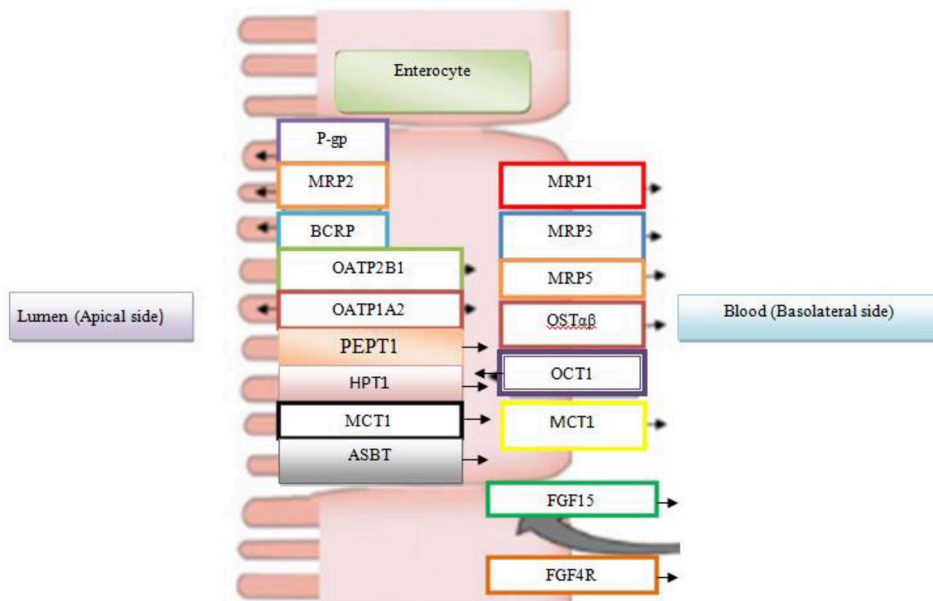 Enterocyte
P-gp
MRP2
BCRP
OATP2B1
OATP1A2
PEPT1
HPT1
MCT1
ASBT
MRP1
MRP3
MRP5
OSTαβ
OCT1
MCT1
FGF15
FGF4R
Lumen (Apical side)
Blood (Basolateral side)